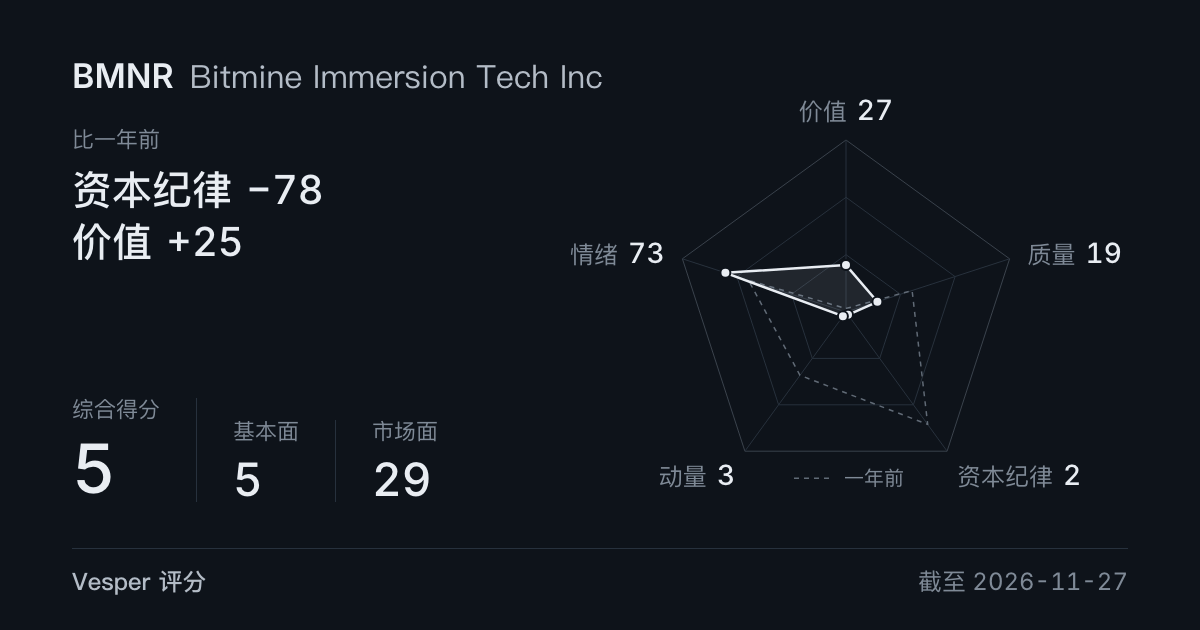 BMNR Bitmine Immersion Tech Inc
比一年前
资本纪律 −78
价值 +25
价值 27
情绪 73
质量 19
动量 3
---- 一年前
资本纪律 2
综合得分
5
基本面
5
市场面
29
Vesper 评分
截至 2026-11-27